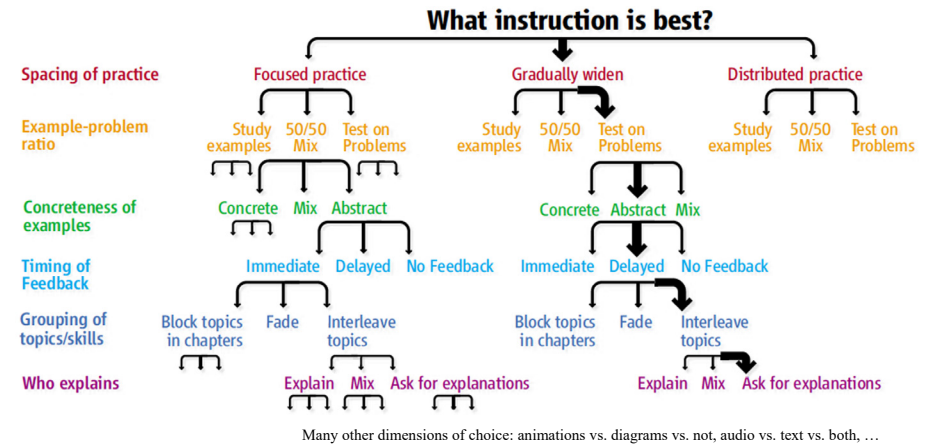 What instruction is best?
Spacing of practice Focused practice Gradually widen Distributed practice
Example-problem Study 50/50 Test on Study 50/50 Test on Study 50/50 Test on
ratio examples Mix Problems examples Mix Problems examples Mix Problems
Concreteness of Concrete Mix Abstract Concrete Abstract Mix
examples
Timing of Immediate Delayed No Feedback Immediate Delayed No Feedback
Feedback
Grouping of Block topics Fade Interleave Block topics Fade Interleave
topics/skills in chapters topics in chapters topics
Who explains Explain Mix Ask for explanations Explain Mix Ask for explanations
Many other dimensions of choice: animations vs. diagrams vs. not, audio vs. text vs. both, …